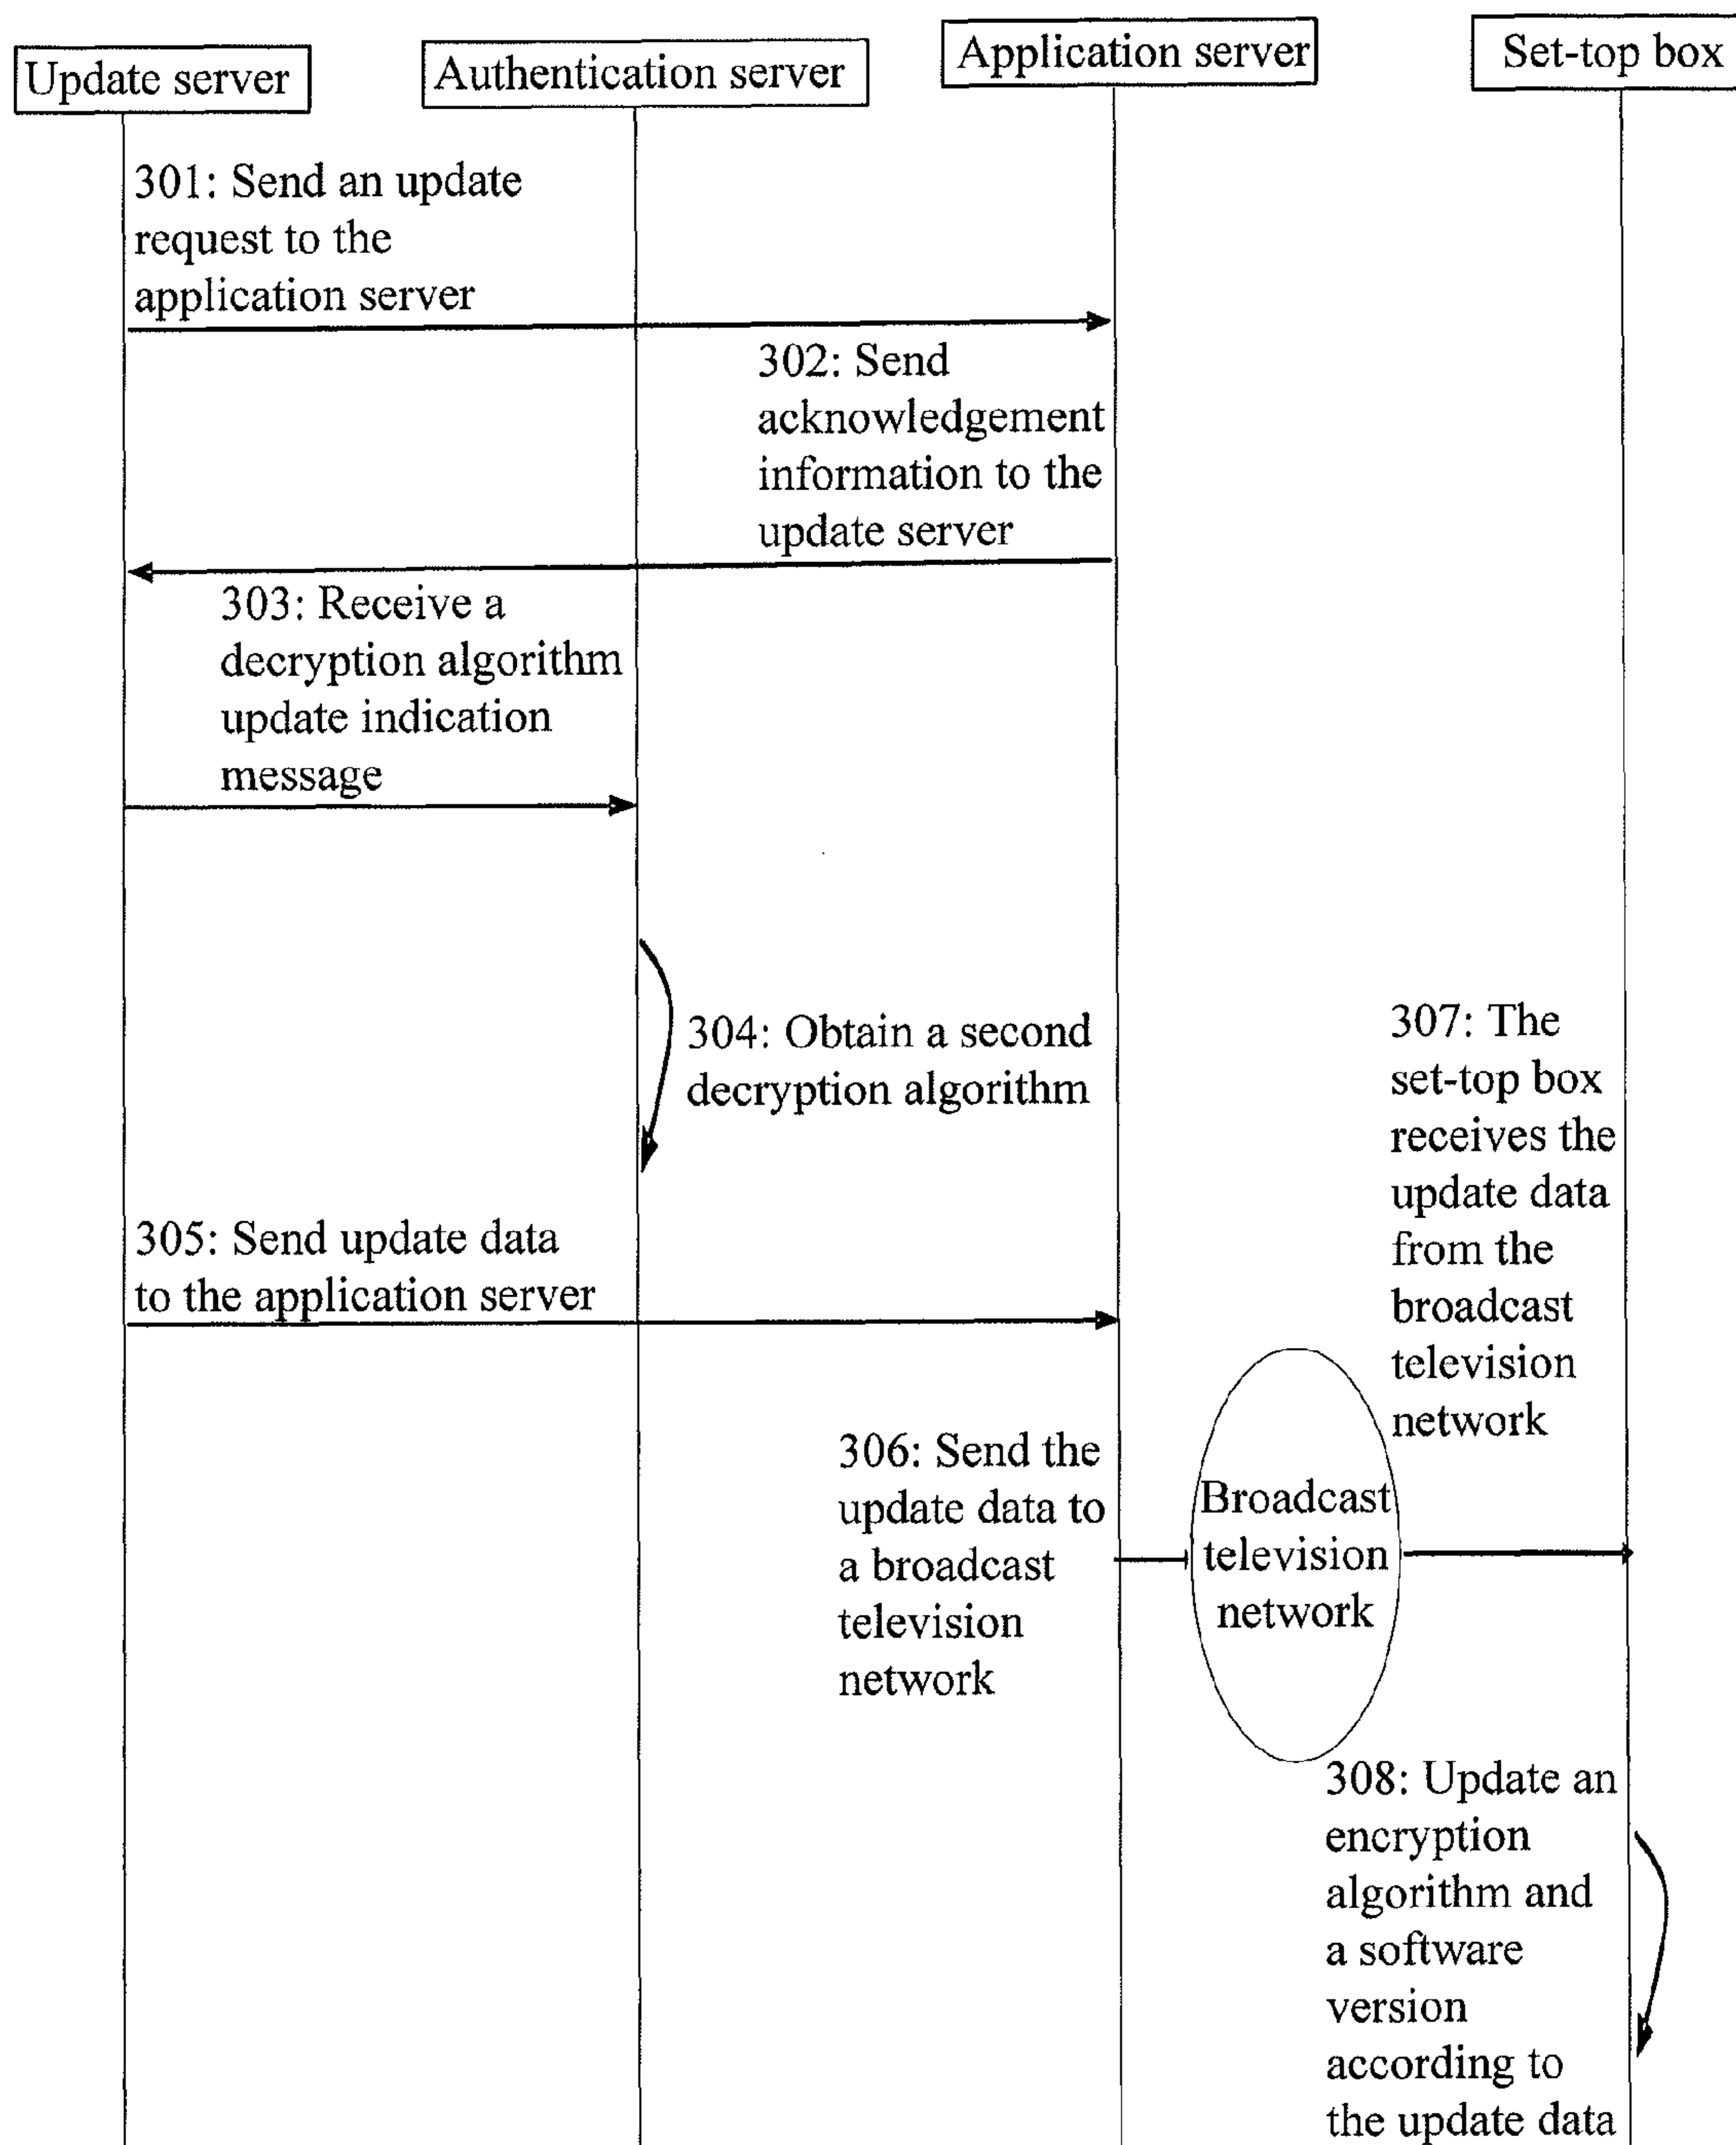 Update server
Authentication server
Application server
Set-top box
301: Send an update
request to the
application server
302: Send
acknowledgement
information to the
update server
303: Receive a
decryption algorithm
update indication
message
304: Obtain a second
decryption algorithm
305: Send update data
to the application server
306: Send the
update data to
a broadcast
television
network
Broadcast
television
network
307: The
set-top box
receives the
update data
from the
broadcast
television
network
308: Update an
encryption
algorithm and
a software
version
according to
the update data